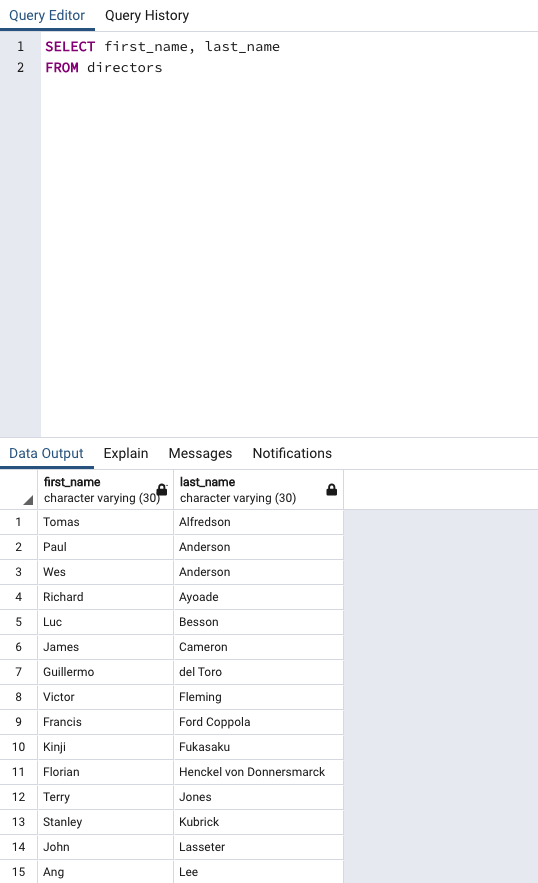 Query Editor Query History
1 SELECT first_name, last_name
2 FROM directors
Data Output Explain Messages Notifications
first_name last_name
character varying (30) character varying (30)
1 Tomas Alfredson
2 Paul Anderson
3 Wes Anderson
4 Richard Ayoade
5 Luc Besson
6 James Cameron
7 Guillermo del Toro
8 Victor Fleming
9 Francis Ford Coppola
10 Kinji Fukasaku
11 Florian Henckel von Donnersmarck
12 Terry Jones
13 Stanley Kubrick
14 John Lasseter
15 Ang Lee